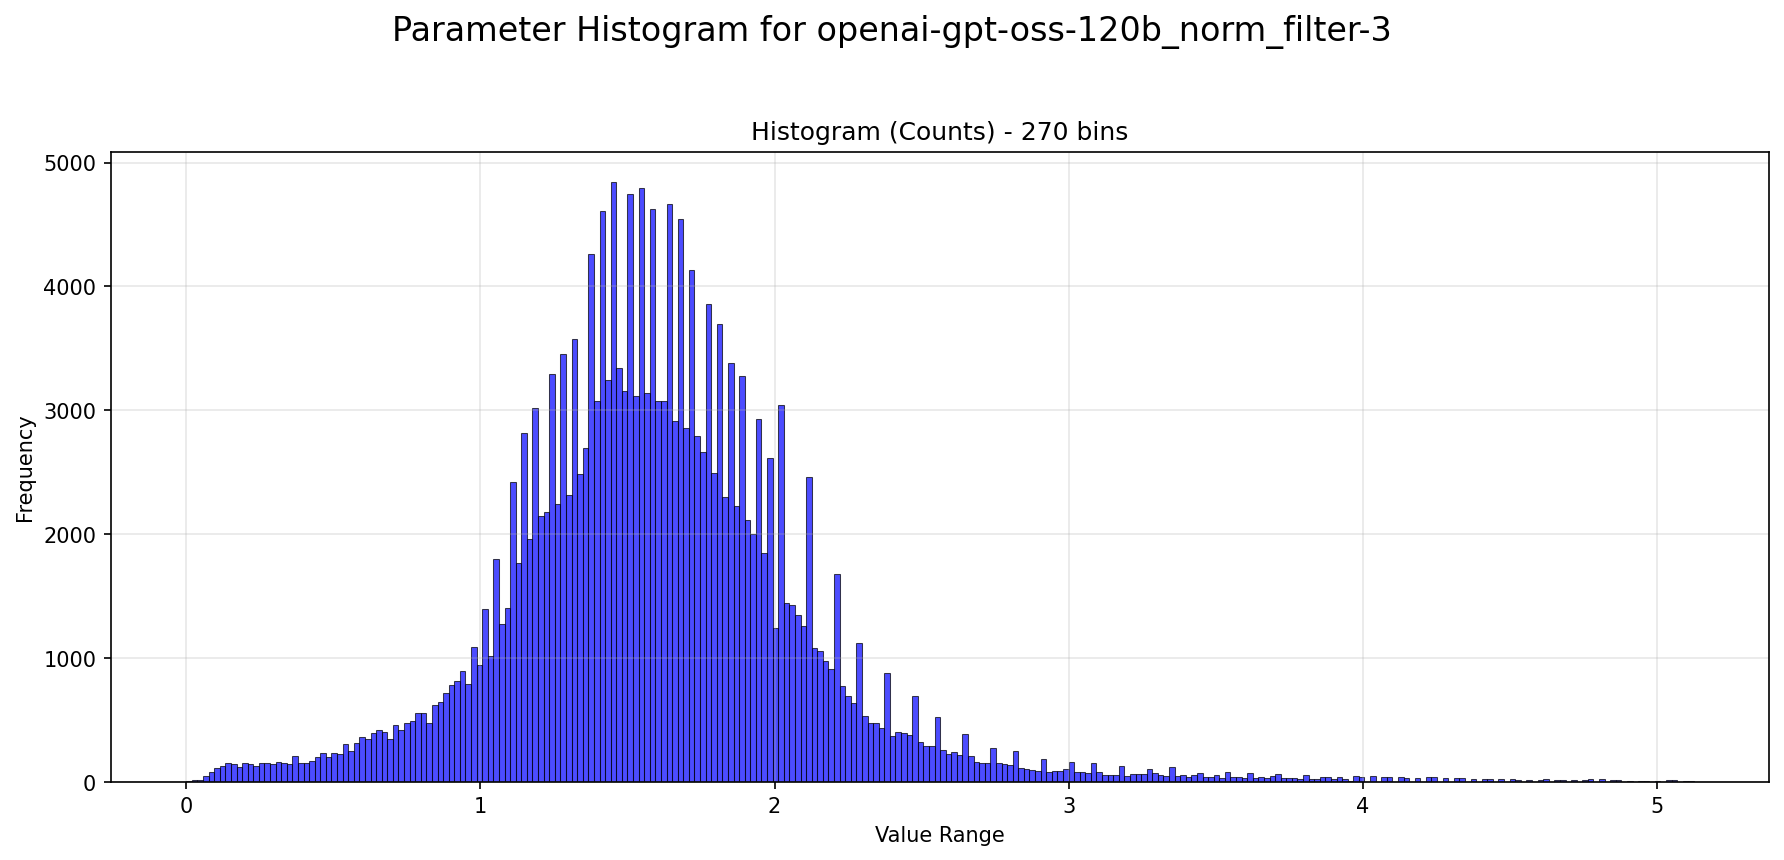 Parameter Histogram for openai-gpt-oss-120b_norm_filter-3
Histogram (Counts) - 270 bins
5000
4000
3000
2000
1000
0
Frequency
0 1 2 3 4 5
Value Range